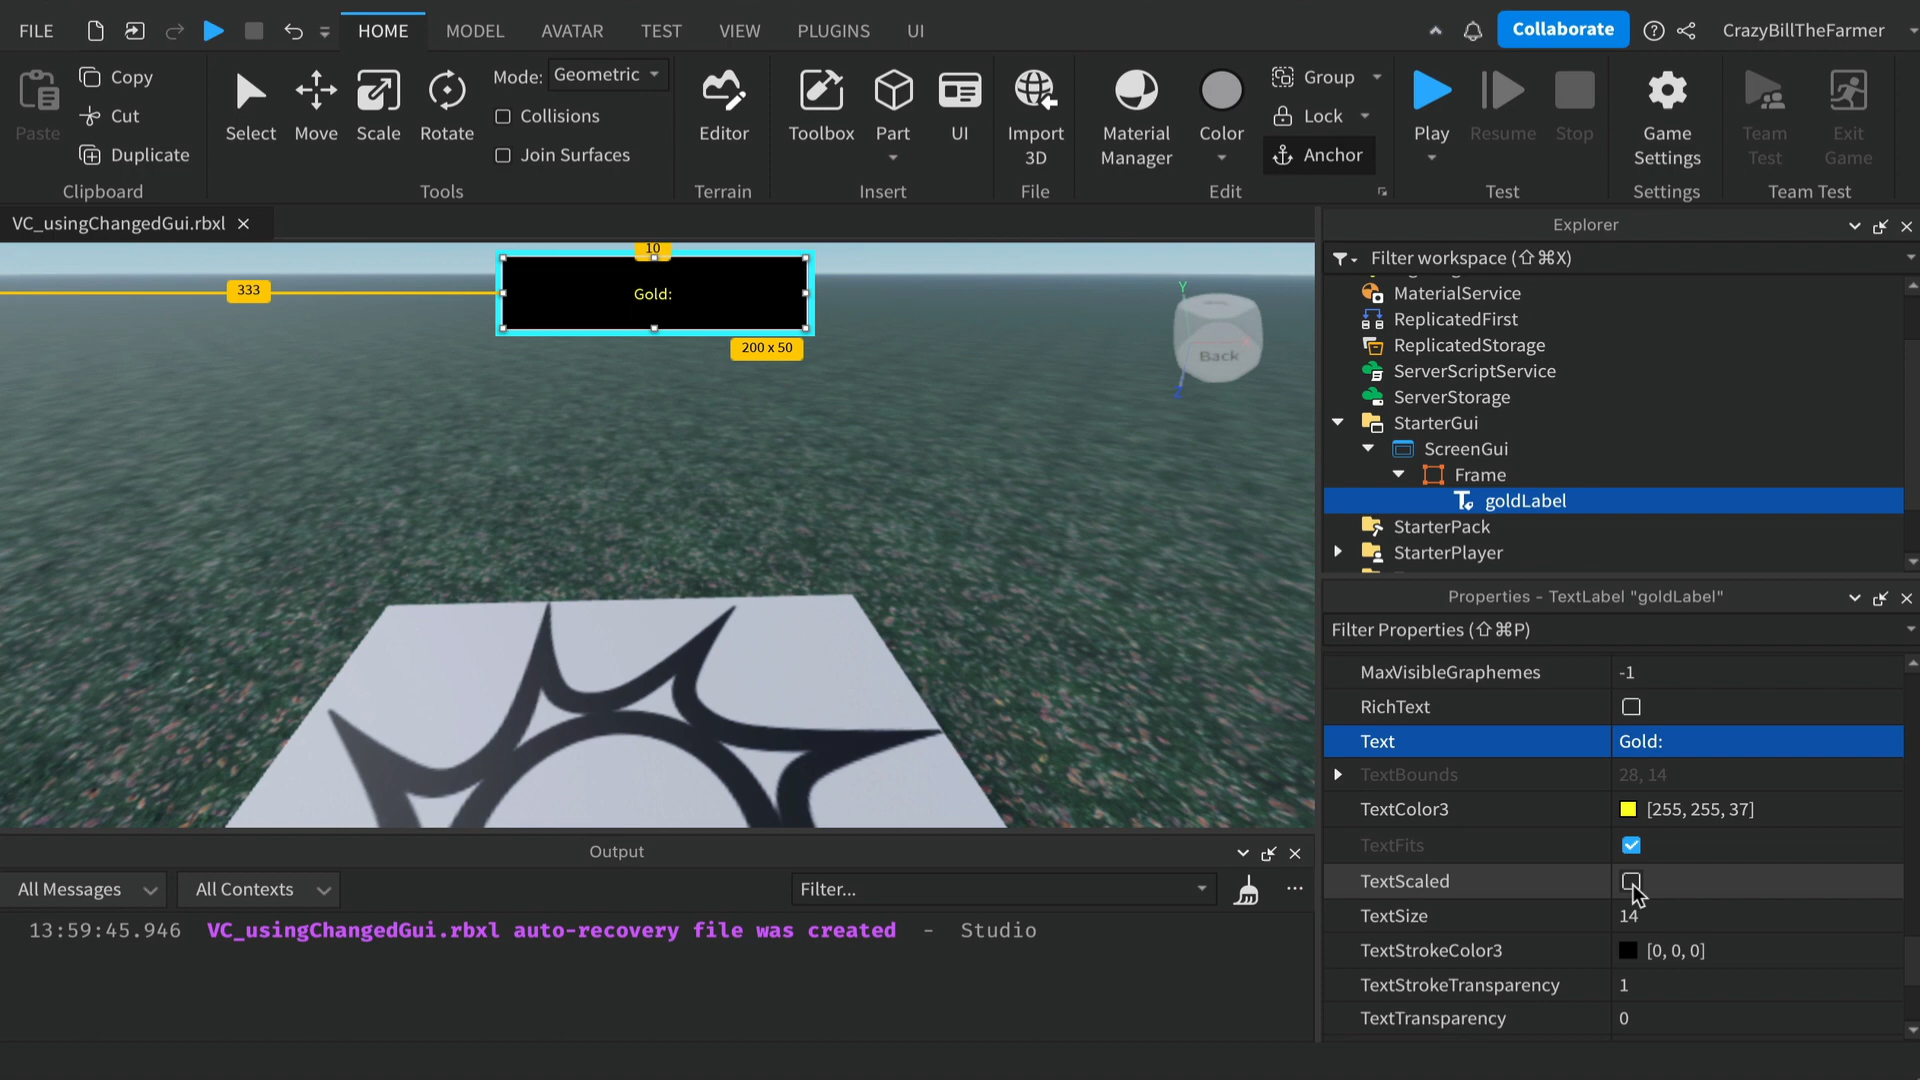 FILE
HOME
MODEL
AVATAR
TEST
VIEW
PLUGINS
UI
Collaborate
CrazyBillTheFarmer
Paste
Copy
Cut
Duplicate
Clipboard
Select
Move
Scale
Rotate
Mode: Geometric
Collisions
Join Surfaces
Tools
Editor
Terrain
Toolbox
Part
UI
Insert
Import
3D
File
Material
Manager
Color
Group
Lock
Anchor
Edit
Play
Resume
Stop
Test
Game
Settings
Settings
Team
Test
Exit
Game
Team Test
VC_usingChangedGui.rbxl
10
333
Gold:
200 x 50
Y
Back
Z
Explorer
Filter workspace (⇧⌘X)
MaterialService
ReplicatedFirst
ReplicatedStorage
ServerScriptService
ServerStorage
StarterGui
ScreenGui
Frame
goldLabel
StarterPack
StarterPlayer
Properties - TextLabel "goldLabel"
Filter Properties (⇧⌘P)
MaxVisibleGraphemes -1
RichText
Text Gold:
TextBounds 28, 14
TextColor3 [255, 255, 37]
TextFits
TextScaled
TextSize 14
TextStrokeColor3 [0, 0, 0]
TextStrokeTransparency 1
TextTransparency 0
Output
All Messages
All Contexts
Filter...
13:59:45.946 VC_usingChangedGui.rbxl auto-recovery file was created - Studio